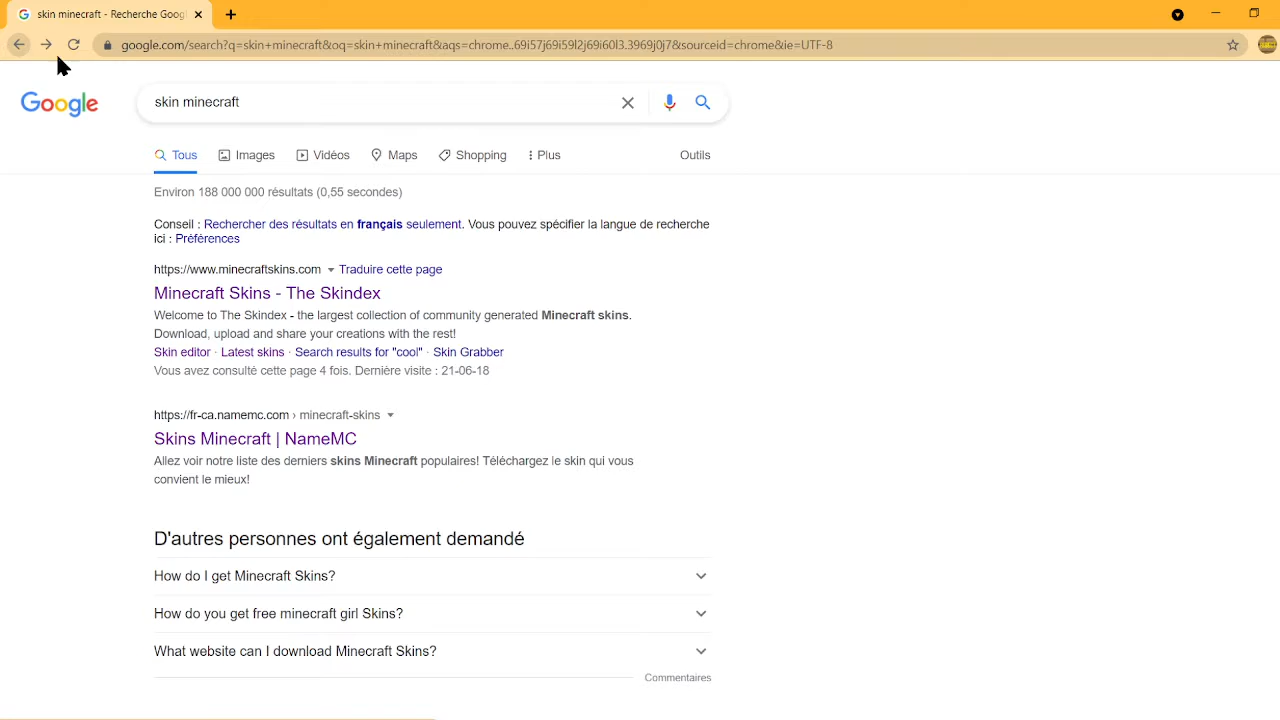 skin minecraft - Recherche Goog
google.com/search?q=skin+minecraft&oq=skin+minecraft&aqs=chrome..69i57j69i59l2j69i60l3.3969j0j7&sourceid=chrome&ie=UTF-8
Google
skin minecraft
Tous Images Vidéos Maps Shopping Plus Outils
Environ 188 000 000 résultats (0,55 secondes)
Conseil : Rechercher des résultats en français seulement. Vous pouvez spécifier la langue de recherche
ici : Préférences
https://www.minecraftskins.com Traduire cette page
Minecraft Skins - The Skindex
Welcome to The Skindex - the largest collection of community generated Minecraft skins.
Download, upload and share your creations with the rest!
Skin editor · Latest skins · Search results for "cool" · Skin Grabber
Vous avez consulté cette page 4 fois. Dernière visite : 21-06-18
https://fr-ca.namemc.com › minecraft-skins
Skins Minecraft | NameMC
Allez voir notre liste des derniers skins Minecraft populaires! Téléchargez le skin qui vous
convient le mieux!
D'autres personnes ont également demandé
How do I get Minecraft Skins?
How do you get free minecraft girl Skins?
What website can I download Minecraft Skins?
Commentaires